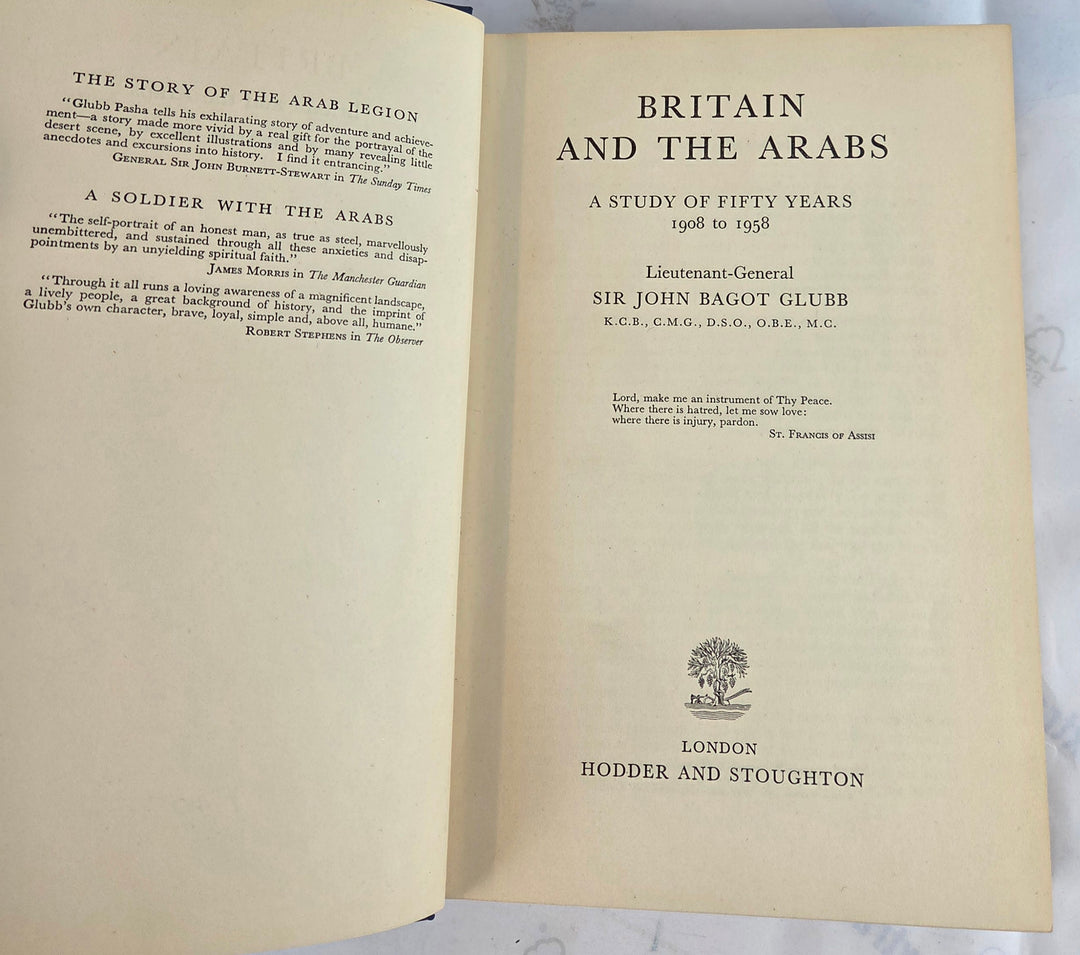 THE STORY OF THE ARAB LEGION
“Glubb Pasha tells his exhilarating story of adventure and achieve-
ment—a story made more vivid by a real gift for the portrayal of the
desert scene, by excellent illustrations and by many revealing little
anecdotes and excursions into history. I find it entrancing.”
GENERAL SIR JOHN BURNETT-STEWART in The Sunday Times
A SOLDIER WITH THE ARABS
“The self-portrait of an honest man, as true as steel, marvellously
unembittered, and sustained through all these anxieties and disap-
pointments by an unyielding spiritual faith.”
JAMES MORRIS in The Manchester Guardian
“Through it all runs a loving awareness of a magnificent landscape,
a lively people, a great background of history, and the imprint of
Glubb’s own character, brave, loyal, simple and, above all, humane.”
ROBERT STEPHENS in The Observer
BRITAIN
AND THE ARABS
A STUDY OF FIFTY YEARS
1908 to 1958
Lieutenant-General
SIR JOHN BAGOT GLUBB
K.C.B., C.M.G., D.S.O., O.B.E., M.C.
Lord, make me an instrument of Thy Peace.
Where there is hatred, let me sow love:
where there is injury, pardon.
ST. FRANCIS OF ASSISI
LONDON
HODDER AND STOUGHTON